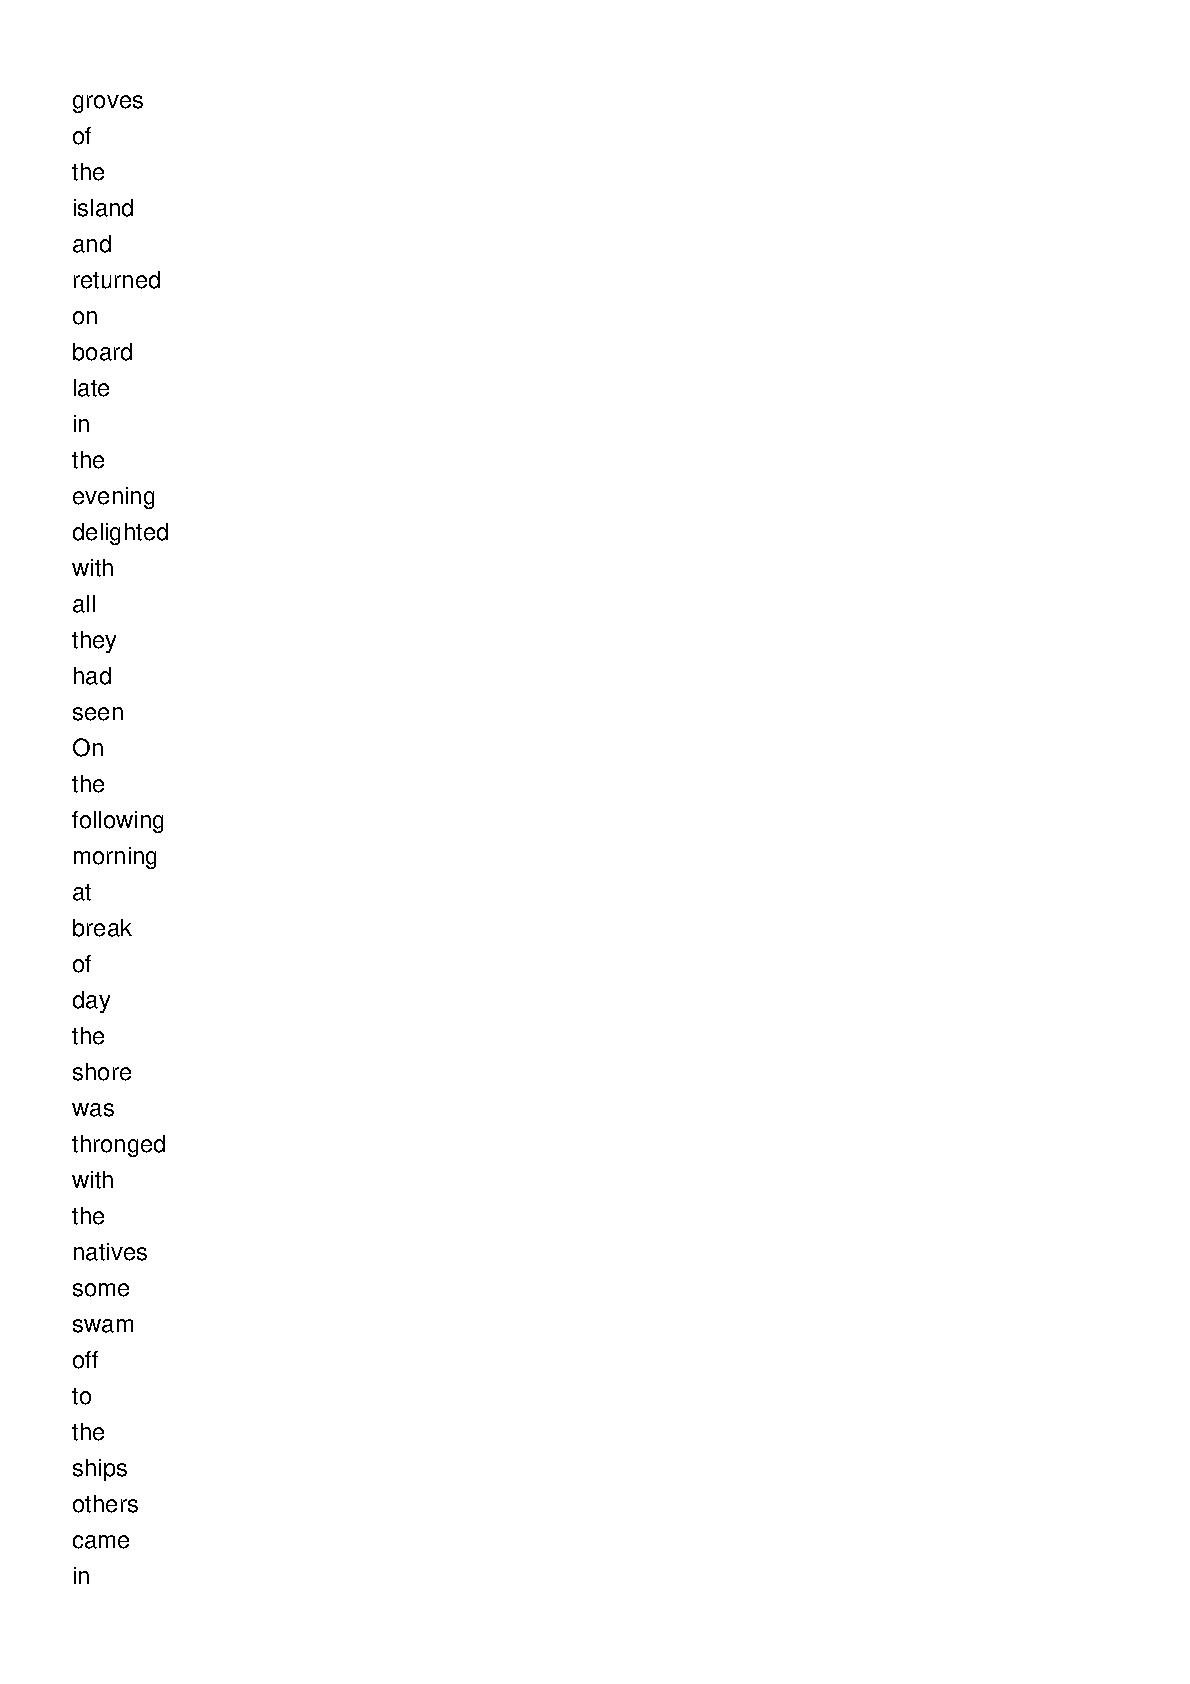 groves
of
the
island
and
returned
on
board
late
in
the
evening
delighted
with
all
they
had
seen
On
the
following
morning
at
break
of
day
the
shore
was
thronged
with
the
natives
some
swam
off
to
the
ships
others
came
in